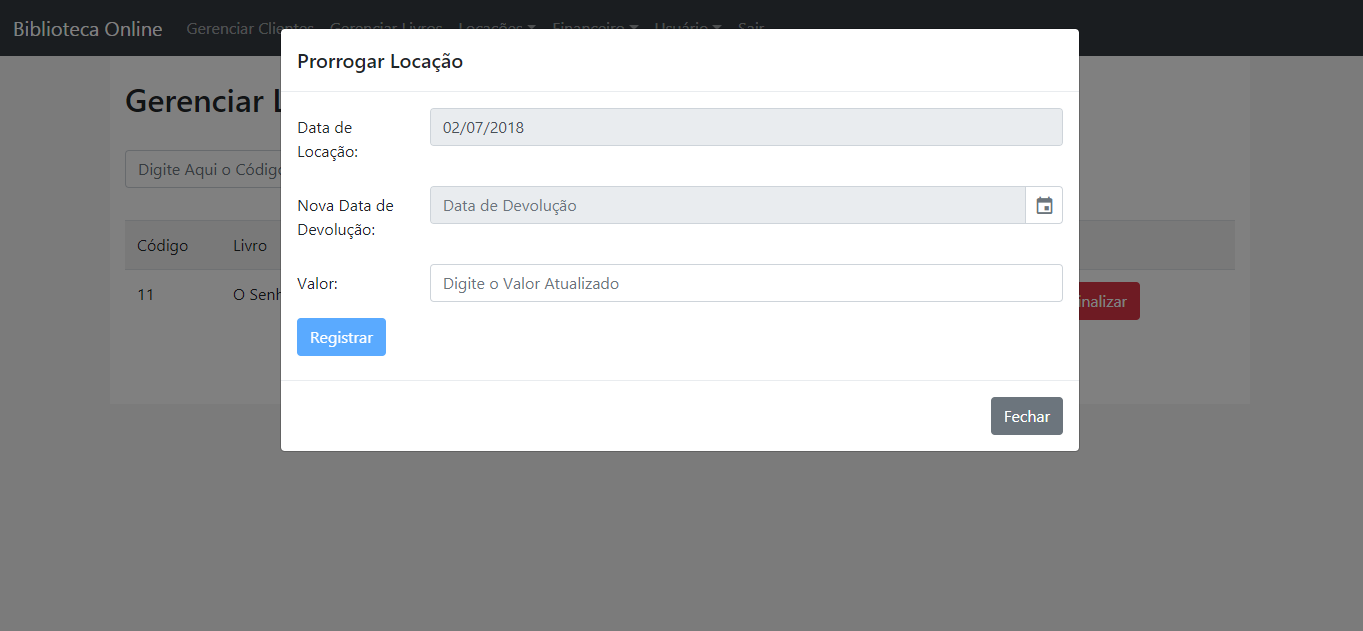 Biblioteca Online Gerenciar Clientes Gerenciar Livros Locações Financeiro Usuário Sair
Prorrogar Locação
Gerenciar L
Data de
Locação:
02/07/2018
Digite Aqui o Código
Nova Data de
Devolução:
Data de Devolução
Código Livro
Valor:
Digite o Valor Atualizado
11 O Senh
inalizar
Registrar
Fechar